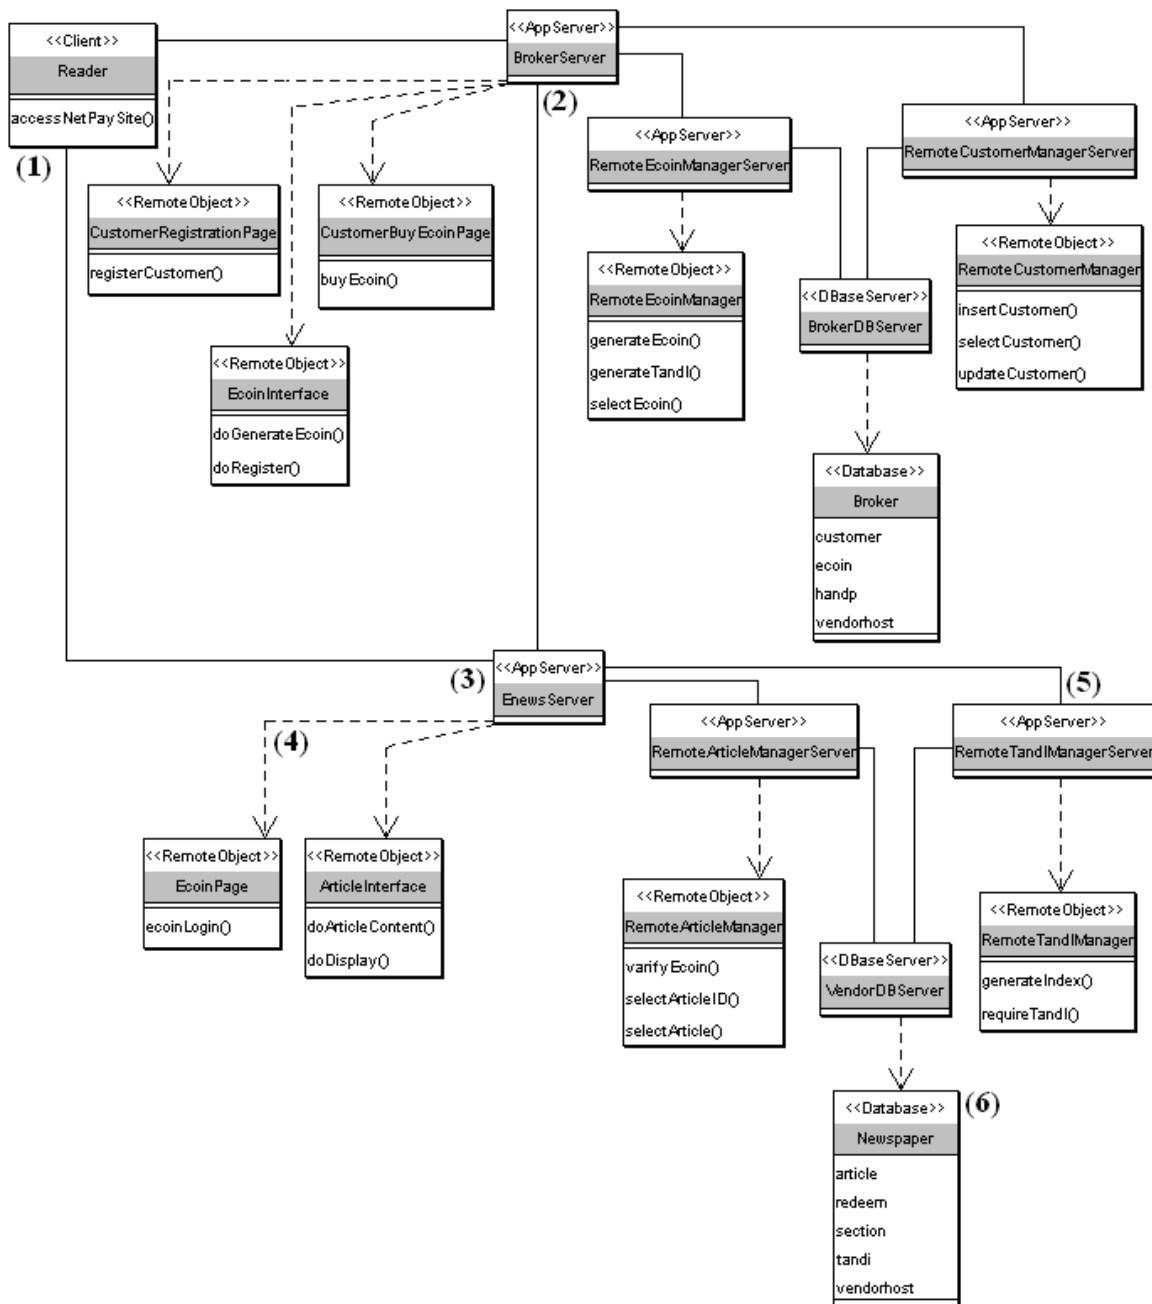 <<Client>>
Reader
accessNetPaySite()
(1)
<<AppServer>>
BrokerServer
(2)
<<AppServer>>
RemoteEcoinManagerServer
<<AppServer>>
RemoteCustomerManagerServer
<<RemoteObject>>
CustomerRegistrationPage
registerCustomer()
<<RemoteObject>>
CustomerBuyEcoinPage
buyEcoin()
<<RemoteObject>>
RemoteEcoinManager
generateEcoin()
generateTandI()
selectEcoin()
<<DBaseServer>>
BrokerDBServer
<<RemoteObject>>
RemoteCustomerManager
insertCustomer()
selectCustomer()
updateCustomer()
<<RemoteObject>>
EcoinInterface
doGenerateEcoin()
doRegister()
<<Database>>
Broker
customer
ecoin
handp
vendorhost
(3)
<<AppServer>>
EnewsServer
(4)
<<AppServer>>
RemoteArticleManagerServer
(5)
<<AppServer>>
RemoteTandIManagerServer
<<RemoteObject>>
EcoinPage
ecoinLogin()
<<RemoteObject>>
ArticleInterface
doArticleContent()
doDisplay()
<<RemoteObject>>
RemoteArticleManager
varifyEcoin()
selectArticleID()
selectArticle()
<<DBaseServer>>
VendorDBServer
<<RemoteObject>>
RemoteTandIManager
generateIndex()
requireTandI()
<<Database>>
(6)
Newspaper
article
redeem
section
tandi
vendorhost